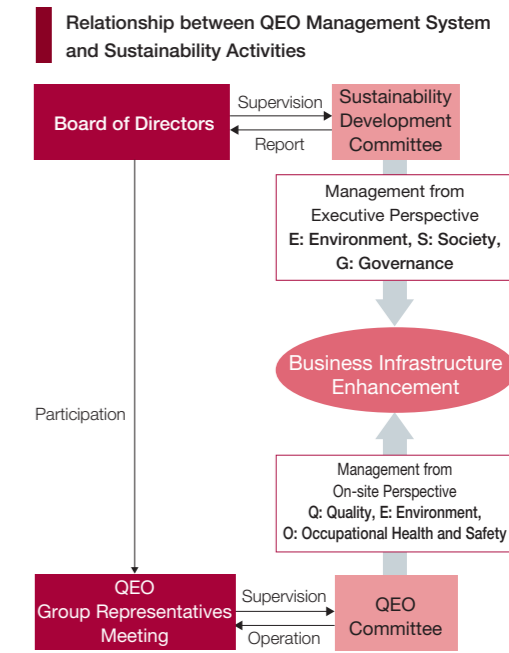 Relationship between QEO Management System
and Sustainability Activities
Board of Directors
Supervision
Report
Sustainability
Development
Committee
Management from
Executive Perspective
E: Environment, S: Society,
G: Governance
Business Infrastructure
Enhancement
Participation
Management from
On-site Perspective
Q: Quality, E: Environment,
O: Occupational Health and Safety
QEO
Group Representatives
Meeting
Supervision
Operation
QEO
Committee